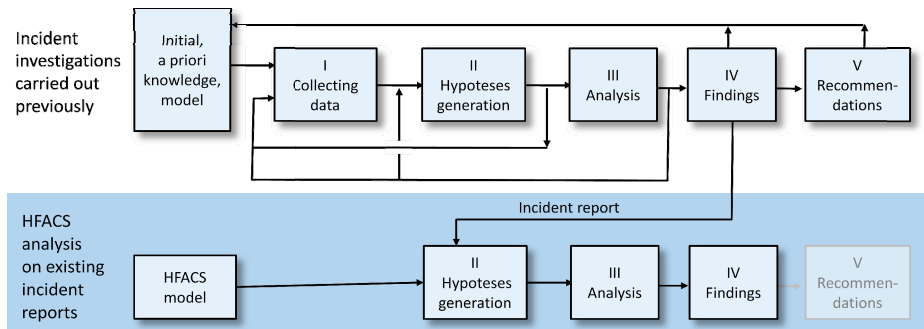 Incident
investigations
carried out
previously
Initial,
a priori
knowledge,
model
I
Collecting
data
II
Hypoteses
generation
III
Analysis
IV
Findings
V
Recommen-
dations
HFACS
analysis
on existing
incident
reports
Incident report
HFACS
model
II
Hypoteses
generation
III
Analysis
IV
Findings
V
Recommen-
dations